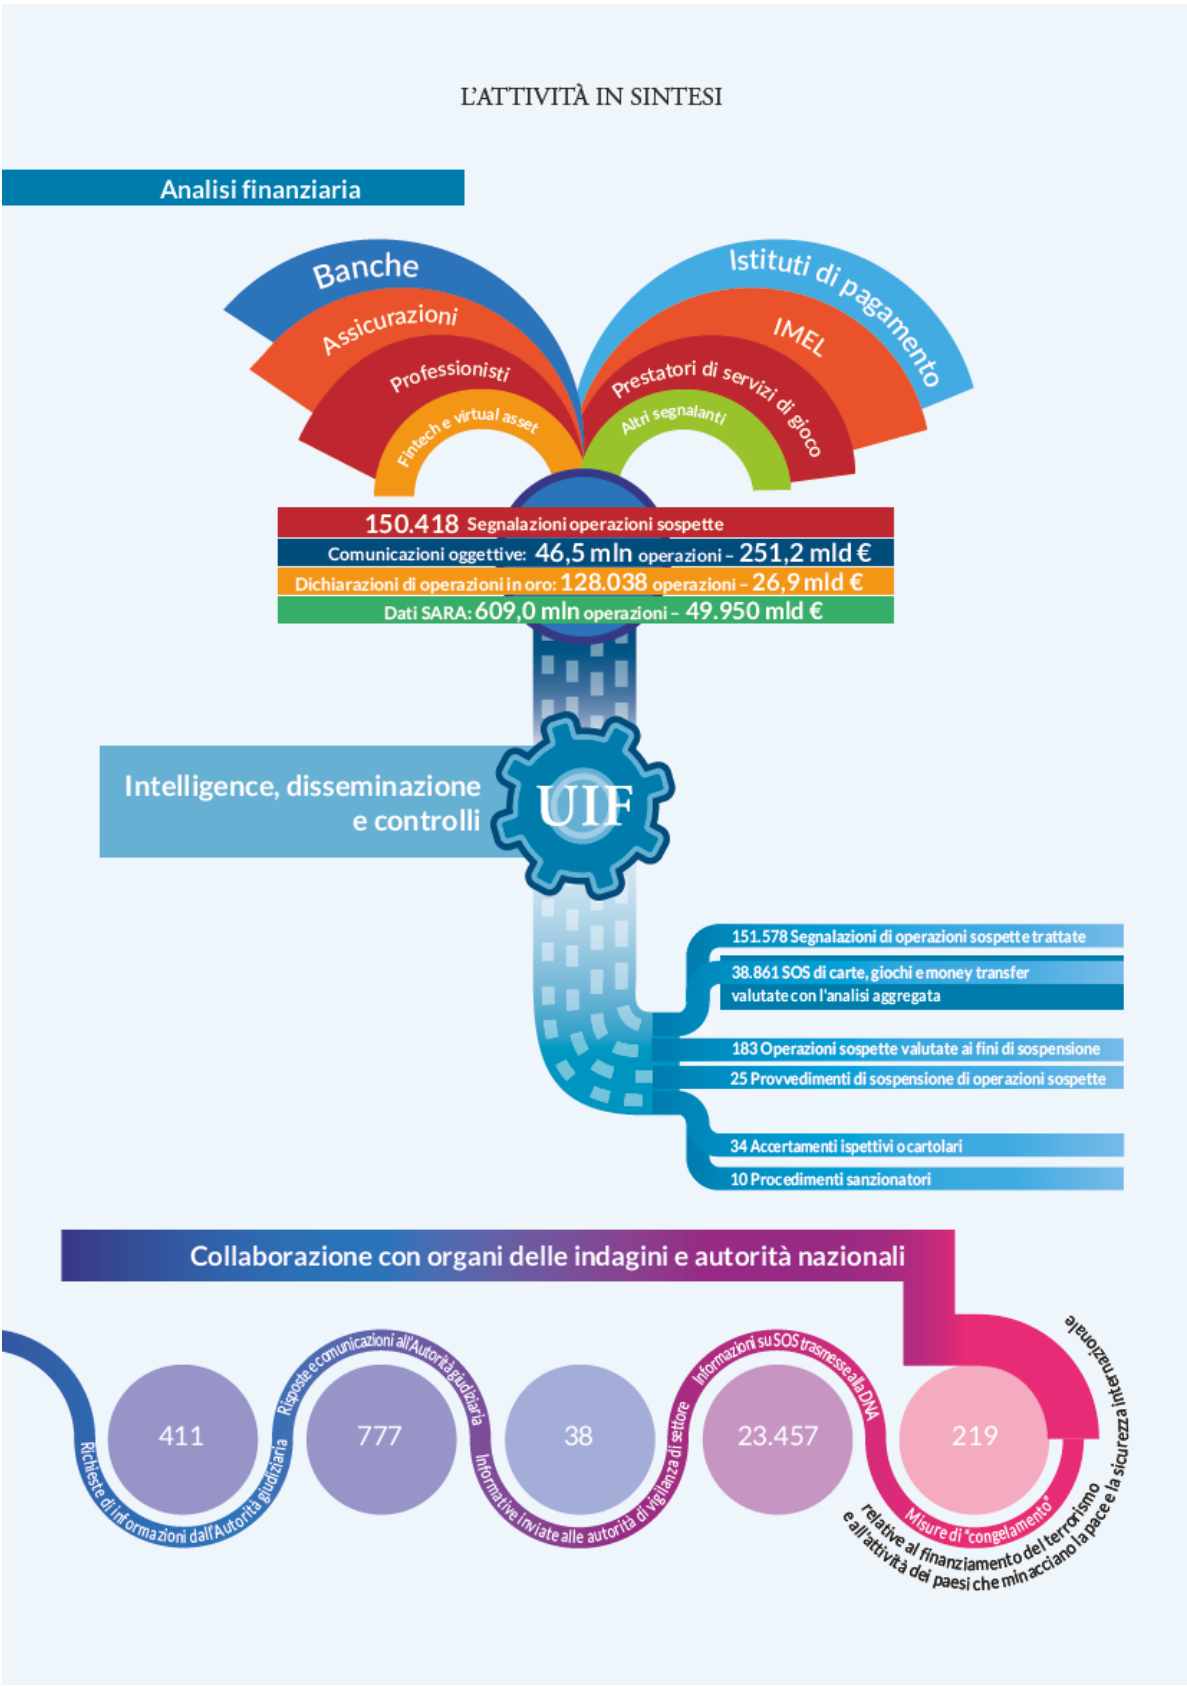 L'ATTIVITÀ IN SINTESI
Analisi finanziaria
Banche
Assicurazioni
Professionisti
Fintech e virtual asset
Istituti di pagamento
IMEL
Prestatori di servizi di gioco
Altri segnalanti
150.418 Segnalazioni operazioni sospette
Comunicazioni oggettive: 46,5 mln operazioni – 251,2 mld €
Dichiarazioni di operazioni in oro: 128.038 operazioni – 26,9 mld €
Dati SARA: 609,0 mln operazioni – 49.950 mld €
Intelligence, disseminazione
e controlli
UIF
151.578 Segnalazioni di operazioni sospette trattate
38.861 SOS di carte, giochi e money transfer
valutate con l'analisi aggregata
183 Operazioni sospette valutate ai fini di sospensione
25 Provvedimenti di sospensione di operazioni sospette
34 Accertamenti ispettivi o cartolari
10 Procedimenti sanzionatori
Collaborazione con organi delle indagini e autorità nazionali
411
Richieste di informazioni dall'Autorità giudiziaria
777
Risposte e comunicazioni all'Autorità giudiziaria
38
Informative inviate alle autorità di vigilanza di settore
23.457
Informazioni su SOS trasmesse alla DNA
219
Misure di "congelamento"
relative al finanziamento del terrorismo
e all'attività dei paesi che minacciano la pace e la sicurezza internazionale